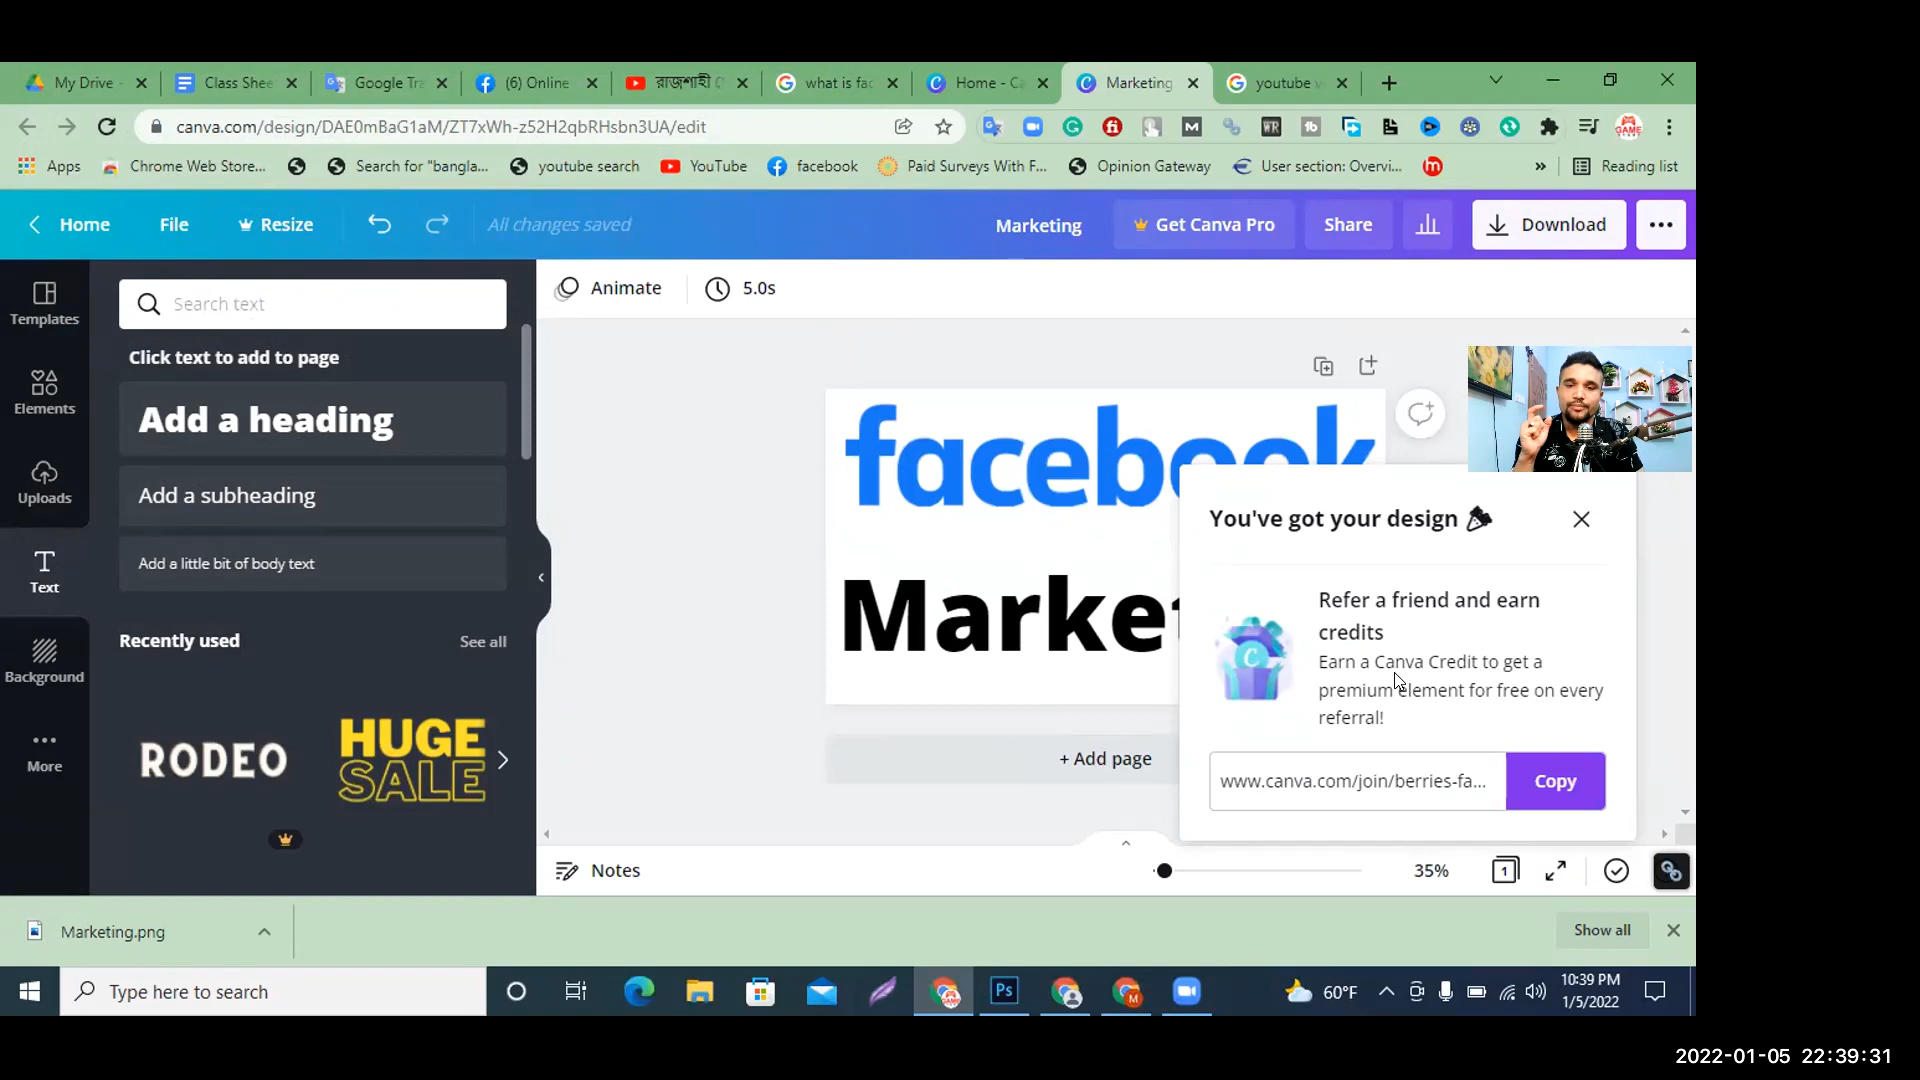 My Drive -
Class Shee
Google Tra
(6) Online
রাজশাহী
what is fac
Home - Ca
Marketing
youtube v
canva.com/design/DAE0mBaG1aM/ZT7xWh-z52H2qbRHsbn3UA/edit
Apps
Chrome Web Store...
Search for "bangla...
youtube search
YouTube
facebook
Paid Surveys With F...
Opinion Gateway
User section: Overvi...
»
Reading list
Home
File
Resize
All changes saved
Marketing
Get Canva Pro
Share
Download
Templates
Elements
Uploads
Text
Background
More
Search text
Click text to add to page
Add a heading
Add a subheading
Add a little bit of body text
Recently used
See all
RODEO
HUGE
SALE
Animate
5.0s
facebook
Market
+ Add page
You've got your design
Refer a friend and earn
credits
Earn a Canva Credit to get a
premium element for free on every
referral!
www.canva.com/join/berries-fa...
Copy
Notes
35%
1
Marketing.png
Show all
Type here to search
Ps
60°F
10:39 PM
1/5/2022
2022-01-05 22:39:31